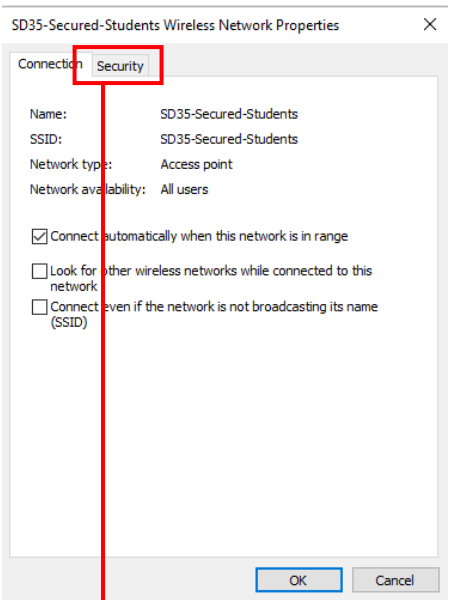 SD35-Secured-Students Wireless Network Properties
Connection Security
Name: SD35-Secured-Students
SSID: SD35-Secured-Students
Network type: Access point
Network availability: All users
Connect automatically when this network is in range
Look for other wireless networks while connected to this
network
Connect even if the network is not broadcasting its name
(SSID)
OK Cancel